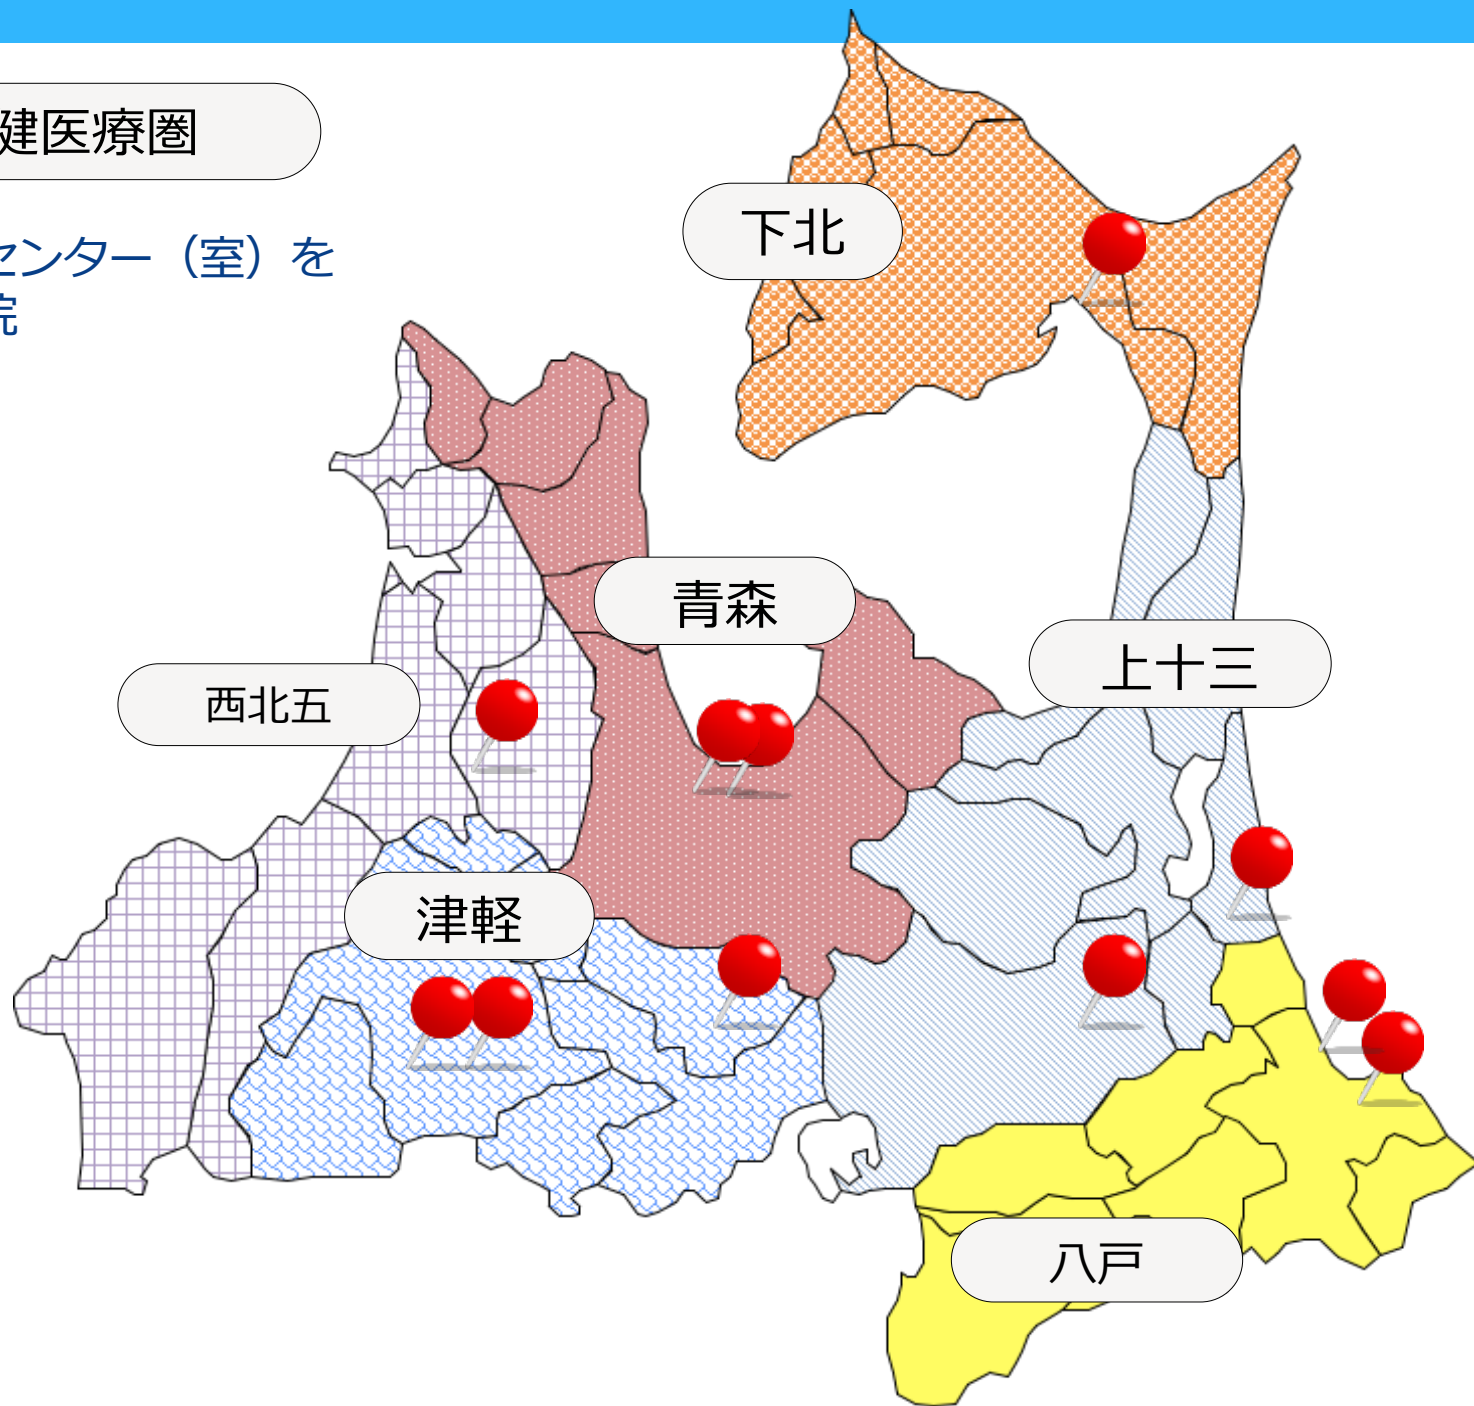 健医療圏
センター（室）を
院
下北
青森
上十三
西北五
津軽
八戸